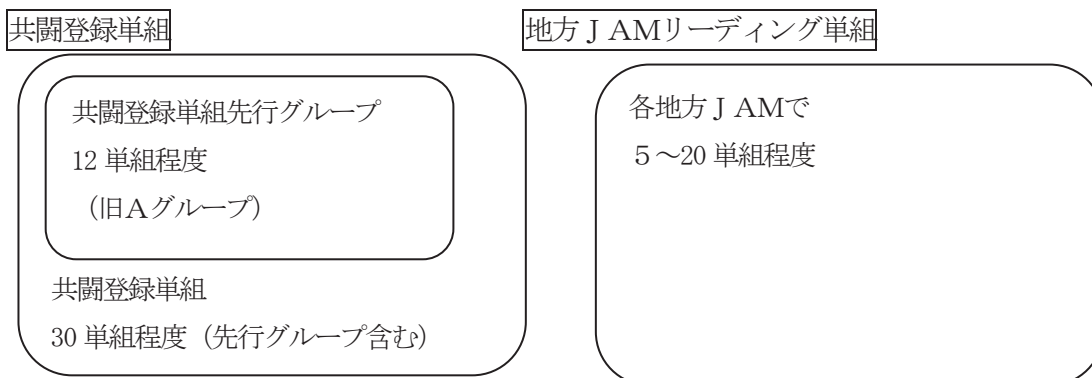 共闘登録単組
共闘登録単組先行グループ
12 単組程度
（旧Ａグループ）
共闘登録単組
30 単組程度（先行グループ含む）
地方ＪＡＭリーディング単組
各地方ＪＡＭで
５～20 単組程度